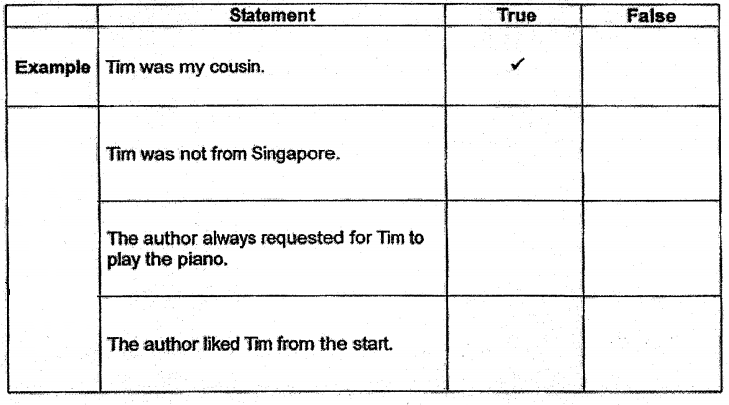 Statement True False
Example Tim was my cousin. ✓
Tim was not from Singapore.
The author always requested for Tim to
play the piano.
The author liked Tim from the start.